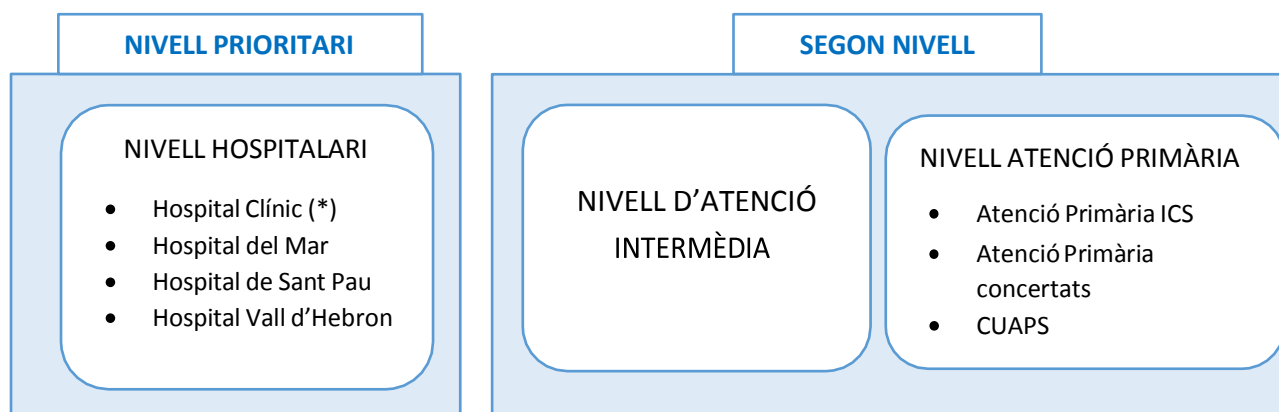 NIVELL PRIORITARI
NIVELL HOSPITALARI
• Hospital Clínic (*)
• Hospital del Mar
• Hospital de Sant Pau
• Hospital Vall d’Hebron
SEGON NIVELL
NIVELL D’ATENCIÓ
INTERMÈDIA
NIVELL ATENCIÓ PRIMÀRIA
• Atenció Primària ICS
• Atenció Primària
concertats
• CUAPS